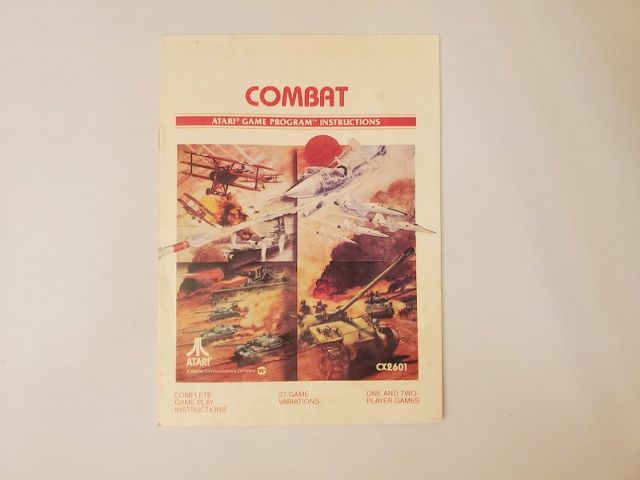 COMBAT
ATARI® GAME PROGRAM™ INSTRUCTIONS
ATARI
A Warner Communications Company
CX2601
COMPLETE
GAME PLAY
INSTRUCTIONS
27 GAME
VARIATIONS
ONE AND TWO-
PLAYER GAMES